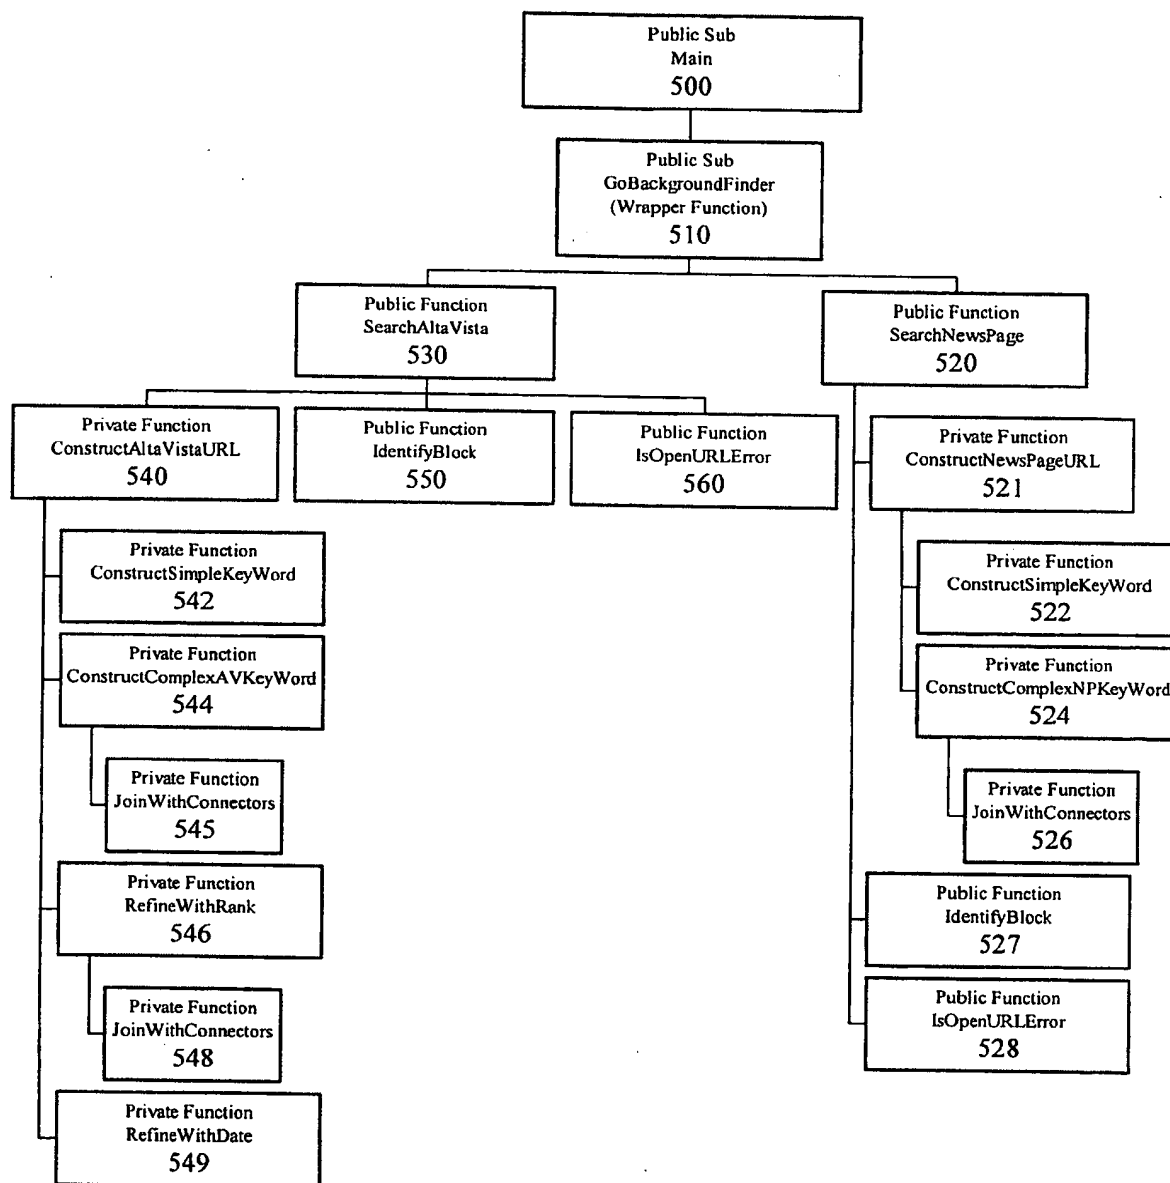 Public Sub
Main
500
Public Sub
GoBackgroundFinder
(Wrapper Function)
510
Public Function
SearchAltaVista
530
Public Function
SearchNewsPage
520
Private Function
ConstructAltaVistaURL
540
Public Function
IdentifyBlock
550
Public Function
IsOpenURLError
560
Private Function
ConstructNewsPageURL
521
Private Function
ConstructSimpleKeyWord
542
Private Function
ConstructSimpleKeyWord
522
Private Function
ConstructComplexAVKeyWord
544
Private Function
ConstructComplexNPKeyWord
524
Private Function
JoinWithConnectors
545
Private Function
JoinWithConnectors
526
Private Function
RefineWithRank
546
Public Function
IdentifyBlock
527
Private Function
JoinWithConnectors
548
Public Function
IsOpenURLError
528
Private Function
RefineWithDate
549